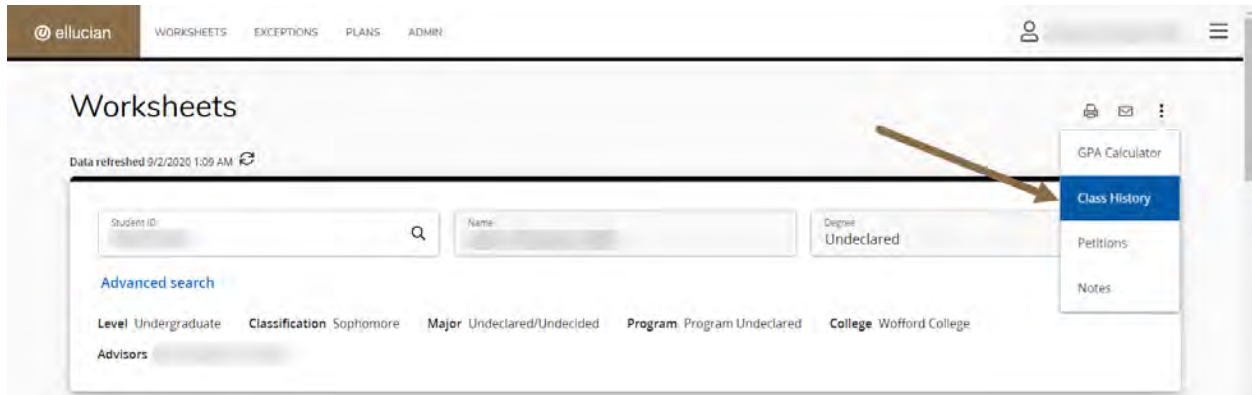 ellucian WORKSHEETS EXCEPTIONS PLANS ADMIN
Worksheets
Data refreshed 9/2/2020 1:09 AM
GPA Calculator
Class History
Petitions
Notes
Student ID
Name
Degree
Undeclared
Advanced search
Level Undergraduate Classification Sophomore Major Undeclared/Undecided Program Program Undeclared College Wofford College
Advisors